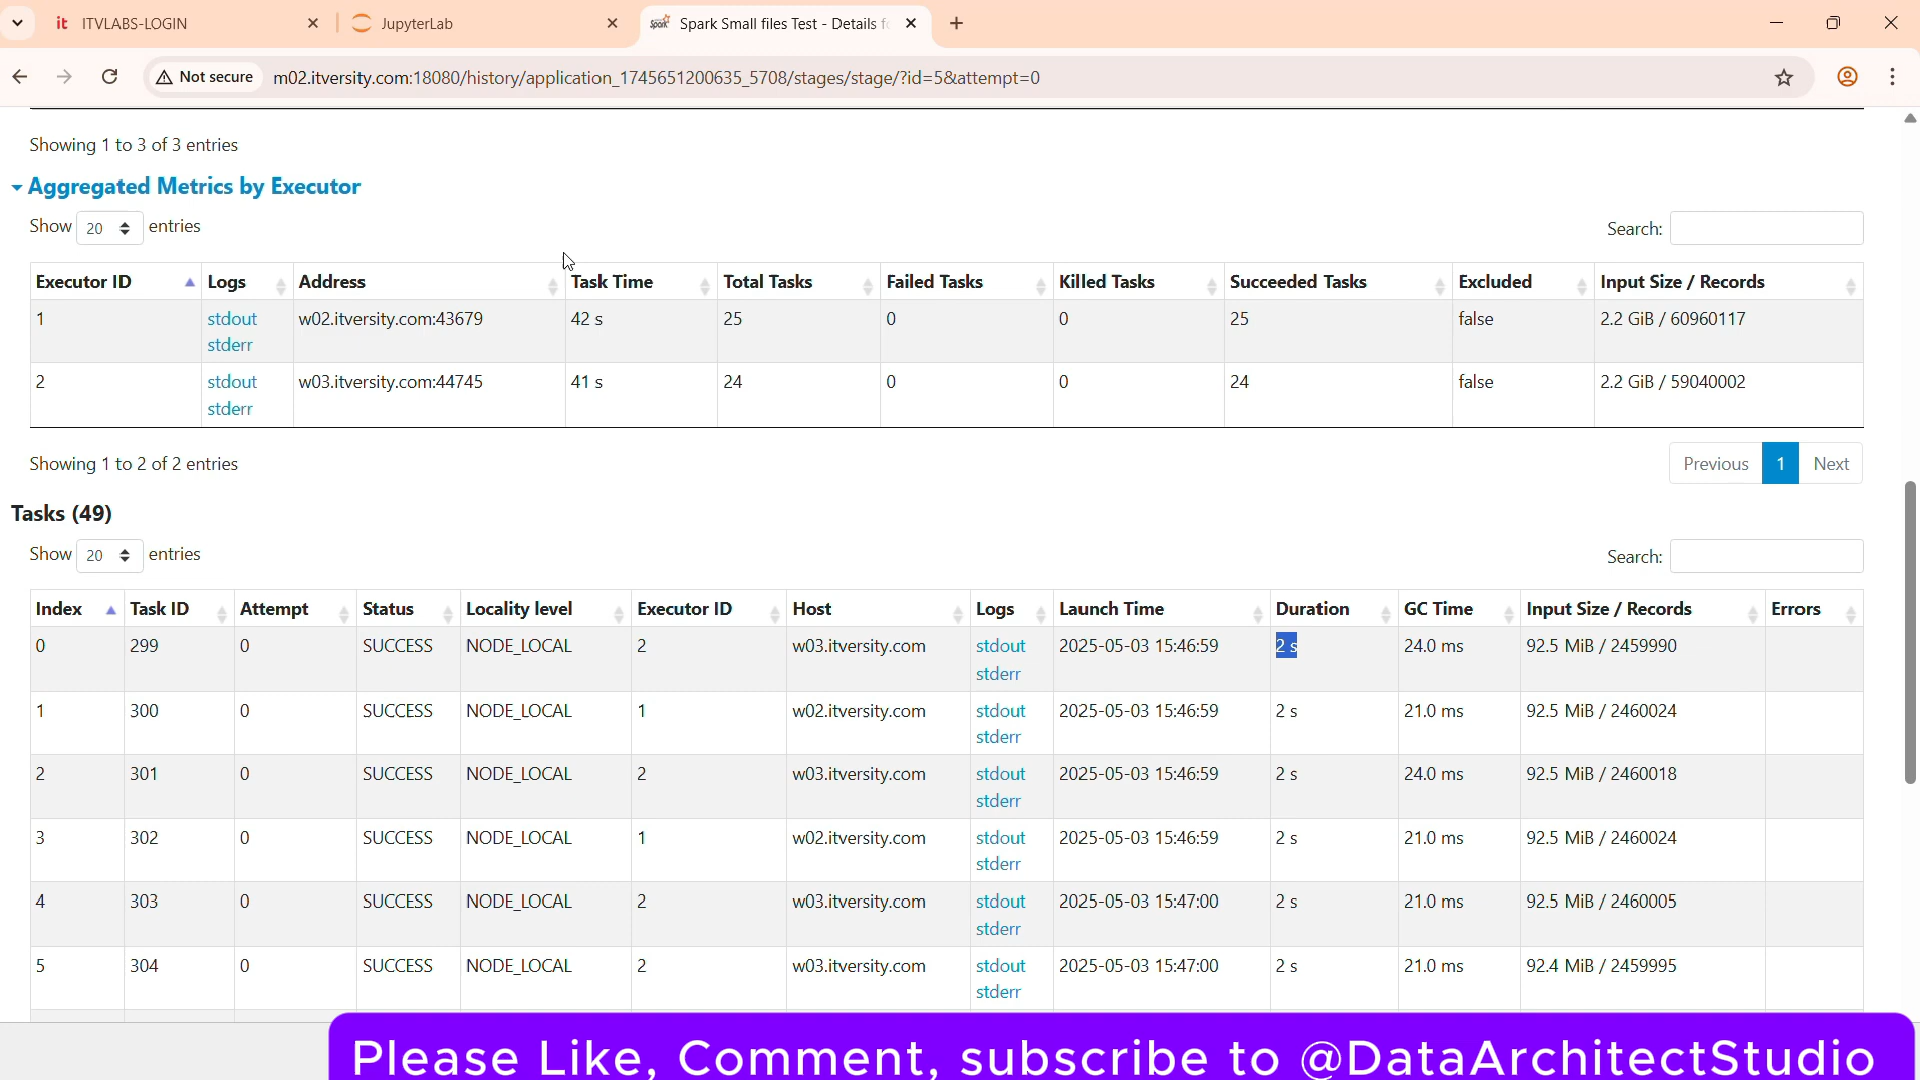 ITVLABS-LOGIN
JupyterLab
Spark Small files Test - Details f
Not secure
m02.itversity.com:18080/history/application_1745651200635_5708/stages/stage/?id=5&attempt=0
Showing 1 to 3 of 3 entries
Aggregated Metrics by Executor
Show 20 entries
Search:
Executor ID Logs Address Task Time Total Tasks Failed Tasks Killed Tasks Succeeded Tasks Excluded Input Size / Records
1 stdout w02.itversity.com:43679 42 s 25 0 0 25 false 2.2 GiB / 60960117
stderr
2 stdout w03.itversity.com:44745 41 s 24 0 0 24 false 2.2 GiB / 59040002
stderr
Showing 1 to 2 of 2 entries
Previous 1 Next
Tasks (49)
Show 20 entries
Search:
Index Task ID Attempt Status Locality level Executor ID Host Logs Launch Time Duration GC Time Input Size / Records Errors
0 299 0 SUCCESS NODE_LOCAL 2 w03.itversity.com stdout 2025-05-03 15:46:59 2 s 24.0 ms 92.5 MiB / 2459990
stderr
1 300 0 SUCCESS NODE_LOCAL 1 w02.itversity.com stdout 2025-05-03 15:46:59 2 s 21.0 ms 92.5 MiB / 2460024
stderr
2 301 0 SUCCESS NODE_LOCAL 2 w03.itversity.com stdout 2025-05-03 15:46:59 2 s 24.0 ms 92.5 MiB / 2460018
stderr
3 302 0 SUCCESS NODE_LOCAL 1 w02.itversity.com stdout 2025-05-03 15:46:59 2 s 21.0 ms 92.5 MiB / 2460024
stderr
4 303 0 SUCCESS NODE_LOCAL 2 w03.itversity.com stdout 2025-05-03 15:47:00 2 s 21.0 ms 92.5 MiB / 2460005
stderr
5 304 0 SUCCESS NODE_LOCAL 2 w03.itversity.com stdout 2025-05-03 15:47:00 2 s 21.0 ms 92.4 MiB / 2459995
stderr
Please Like, Comment, subscribe to @DataArchitectStudio